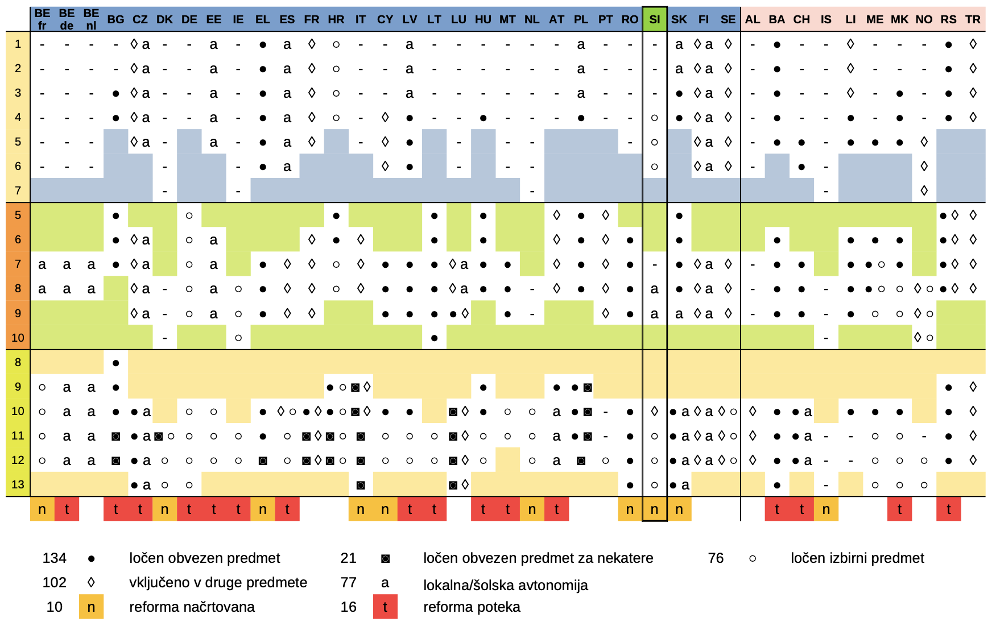 BE fr BE de BE nl BG CZ DK DE EE IE EL ES FR HR IT CY LV LT LU HU MT NL AT PL PT RO SI SK FI SE AL BA CH IS LI ME MK NO RS TR
1 - - - - ◊ a - - a - ● a ◊ ○ - - a - - - - - - a - - - a ◊ a ◊ - ● - - ◊ - - - ● ◊
2 - - - - ◊ a - - a - ● a ◊ ○ - - a - - - - - - a - - - a ◊ a ◊ - ● - - ◊ - - - ● ◊
3 - - - ● ◊ a - - a - ● a ◊ ○ - - a - - - - - - a - - - ● ◊ a ◊ - ● - - ◊ - ● - ● ◊
4 - - - ● ◊ a - - a - ● a ◊ ○ - ◊ ● - - ● - - - ● - - ○ ● ◊ a ◊ - ● - - ● - ● - ● ◊
5 - - - ◊ a - a - ● a ◊ - ◊ ● - - - - ○ ◊ a ◊ - ● ● - ● ● ● ◊
6 - - - - - ● a ◊ ● - - - ○ ◊ a ◊ - ● - ◊
7 - - - - ◊
5 ● ○ ● ● ● ◊ ● ◊ ● ● ◊ ◊
6 ● ◊ a ○ a ◊ ● ◊ ● ● ◊ ● ◊ ● ● ● ● ● ● ● ◊ ◊
7 a a a ● ◊ a ○ a ● ◊ ◊ ○ ◊ ● ● ● ◊ a ● ● ◊ ● ◊ ● - ● ◊ a ◊ - ● ● ● ● ○ ● ● ◊ ◊
8 a a a ◊ a - ○ a ○ ● ◊ ◊ ○ ◊ ● ● ● ◊ a ● ● - ◊ ● ◊ ● a ● ◊ a ◊ - ● ● - ● ● ○ ○ ◊ ○ ● ◊ ◊
9 ◊ a - ○ a ○ ● ◊ ◊ ● ● ● ● ◊ ● - ◊ ● a a ◊ a ◊ - ● ● - ● ○ ○ ◊ ○
10 - ○ ● - ◊ ○
8 ●
9 ○ a a ● ● ○ ◙ ◊ ● ● ● ◙ ● ◊
10 ○ a a ● ● a ○ ○ ● ◊ ○ ● ◊ ● ○ ◙ ◊ ● ● ◙ ◊ ● ○ ○ a ● ◙ - ● ◊ ● a ◊ a ◊ ○ ◊ ● ● a ● ● ● ● ◊
11 ○ a a ◙ ● a ◙ ○ ○ ○ ○ ● ○ ◙ ◊ ◙ ○ ◙ ○ ○ ○ ◙ ◊ ○ ○ ○ a ● ◙ - ● ○ ● a ◊ a ◊ ○ ◊ ● ● a - - ○ ○ - ● ◊
12 ○ a a ◙ ● a ○ ○ ○ ○ ◙ ○ ◙ ◊ ◙ ○ ◙ ○ ○ ○ ◙ ◊ ○ ○ a ◙ ○ ● ○ ● a ◊ a ◊ ○ ◊ ● ● a - - ○ ○ ○ ● ◊
13 ● a ○ ○ ◙ ◙ ◊ ● ○ ● a ● - ○ ○ ○
n t t t n t t t n t n n t t t t n t n n n t t n t t
134 ● ločen obvezen predmet 21 ◙ ločen obvezen predmet za nekatere 76 ○ ločen izbirni predmet
102 ◊ vključeno v druge predmete 77 a lokalna/šolska avtonomija
10 n reforma načrtovana 16 t reforma poteka